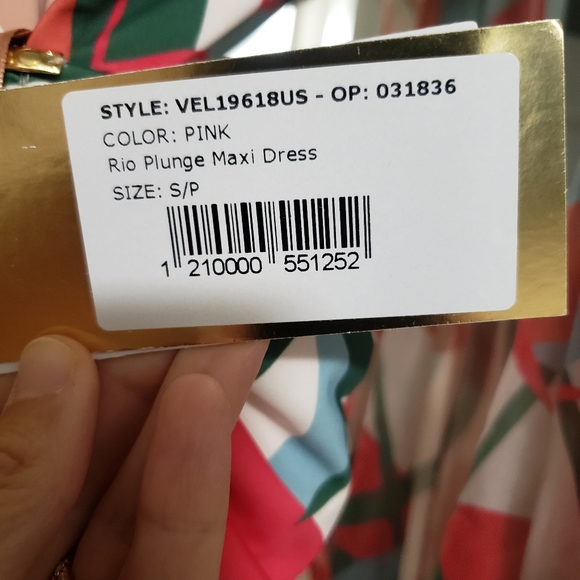 STYLE: VEL19618US - OP: 031836
COLOR: PINK
Rio Plunge Maxi Dress
SIZE: S/P
1 210000 551252